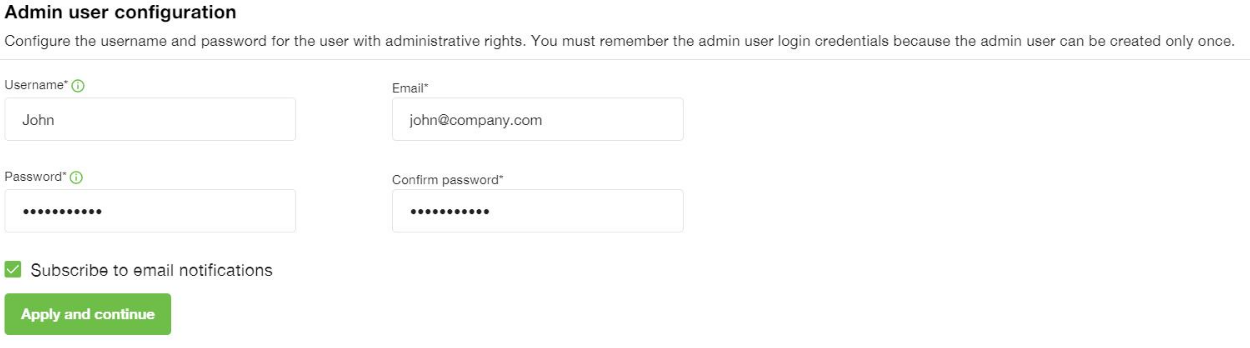 Admin user configuration
Configure the username and password for the user with administrative rights. You must remember the admin user login credentials because the admin user can be created only once.
Username*
Email*
John
john@company.com
Password*
Confirm password*
•••••••••••
•••••••••••
Subscribe to email notifications
Apply and continue